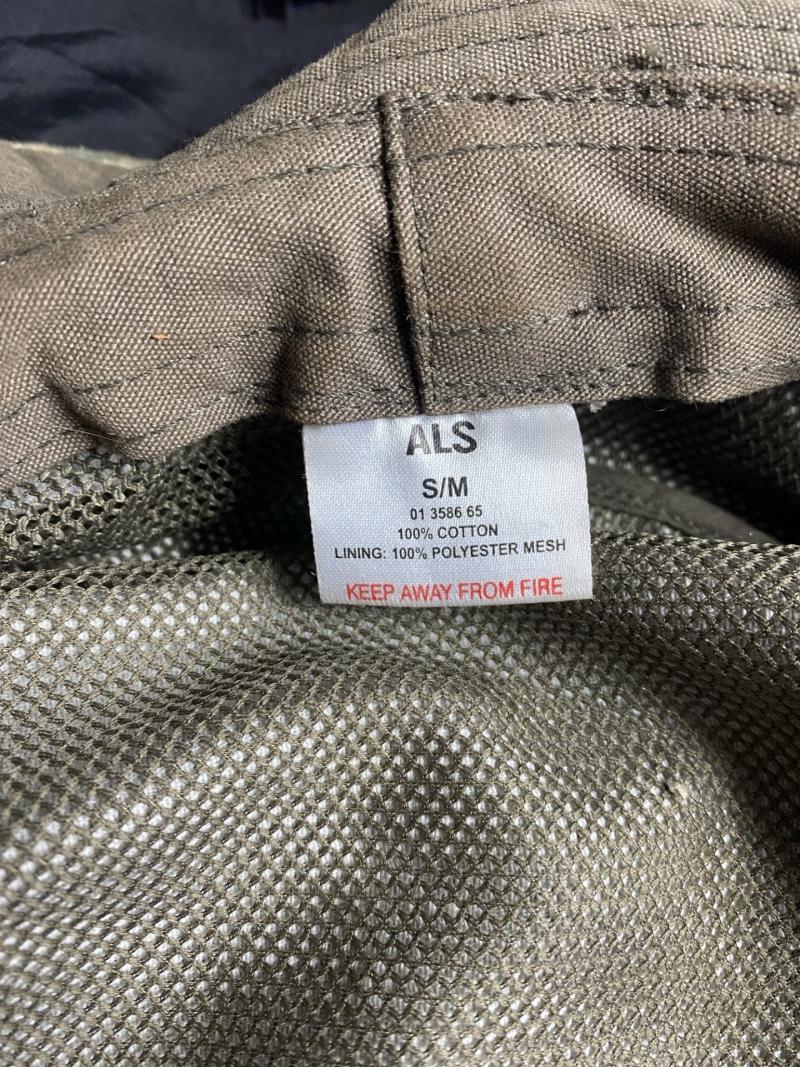 ALS
S/M
01 3586 65
100% COTTON
LINING: 100% POLYESTER MESH
KEEP AWAY FROM FIRE